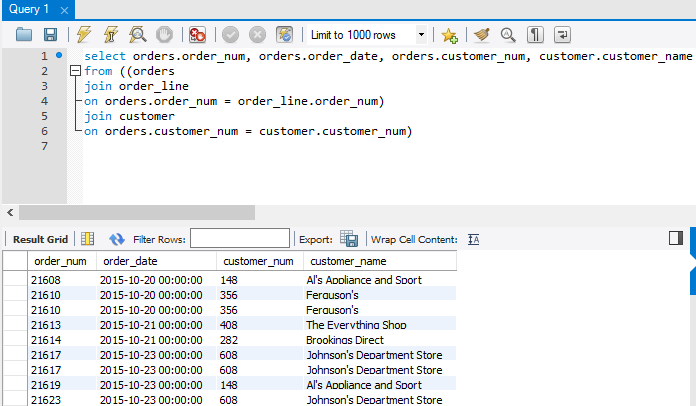 Query 1
Limit to 1000 rows
1 select orders.order_num, orders.order_date, orders.customer_num, customer.customer_name
2 from ((orders
3 join order_line
4 on orders.order_num = order_line.order_num)
5 join customer
6 on orders.customer_num = customer.customer_num)
7
Result Grid Filter Rows: Export: Wrap Cell Content:
order_num order_date customer_num customer_name
21608 2015-10-20 00:00:00 148 Al's Appliance and Sport
21610 2015-10-20 00:00:00 356 Ferguson's
21610 2015-10-20 00:00:00 356 Ferguson's
21613 2015-10-21 00:00:00 408 The Everything Shop
21614 2015-10-21 00:00:00 282 Brookings Direct
21617 2015-10-23 00:00:00 608 Johnson's Department Store
21617 2015-10-23 00:00:00 608 Johnson's Department Store
21619 2015-10-23 00:00:00 148 Al's Appliance and Sport
21623 2015-10-23 00:00:00 608 Johnson's Department Store